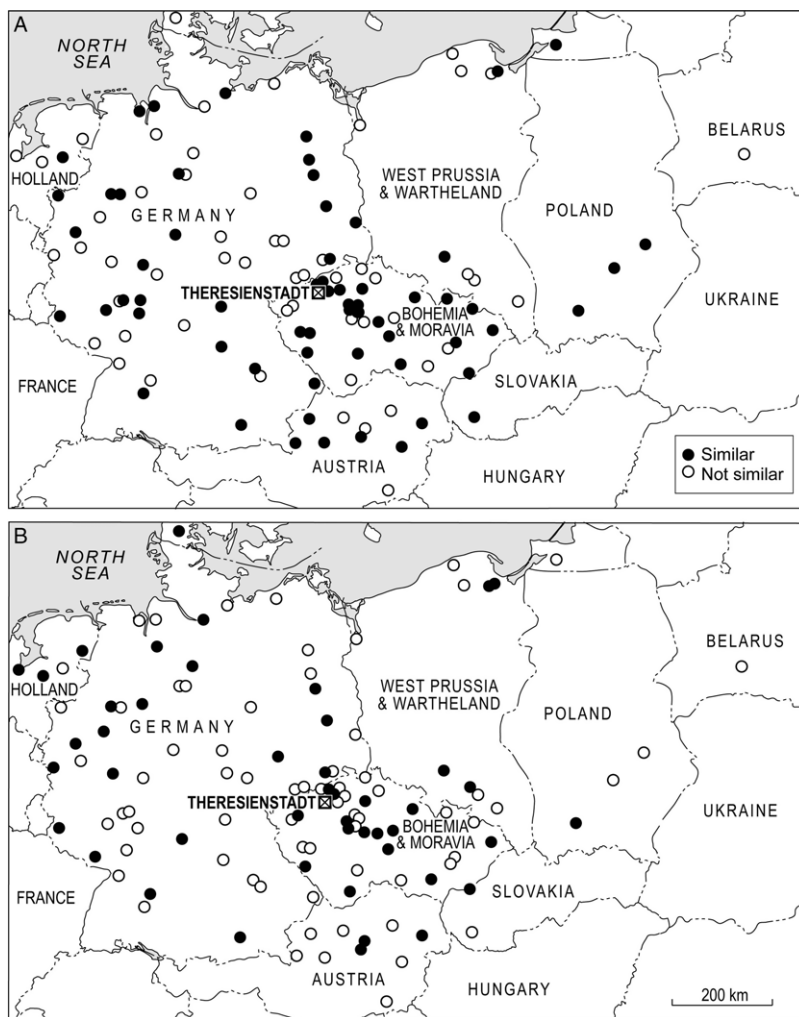 A
NORTH
SEA
BELARUS
HOLLAND
WEST PRUSSIA
& WARTHELAND
GERMANY
POLAND
THERESIENSTADT
UKRAINE
BOHEMIA
& MORAVIA
SLOVAKIA
FRANCE
AUSTRIA
HUNGARY
Similar
Not similar
B
NORTH
SEA
BELARUS
HOLLAND
WEST PRUSSIA
& WARTHELAND
GERMANY
POLAND
THERESIENSTADT
UKRAINE
BOHEMIA
& MORAVIA
SLOVAKIA
FRANCE
AUSTRIA
HUNGARY
200 km